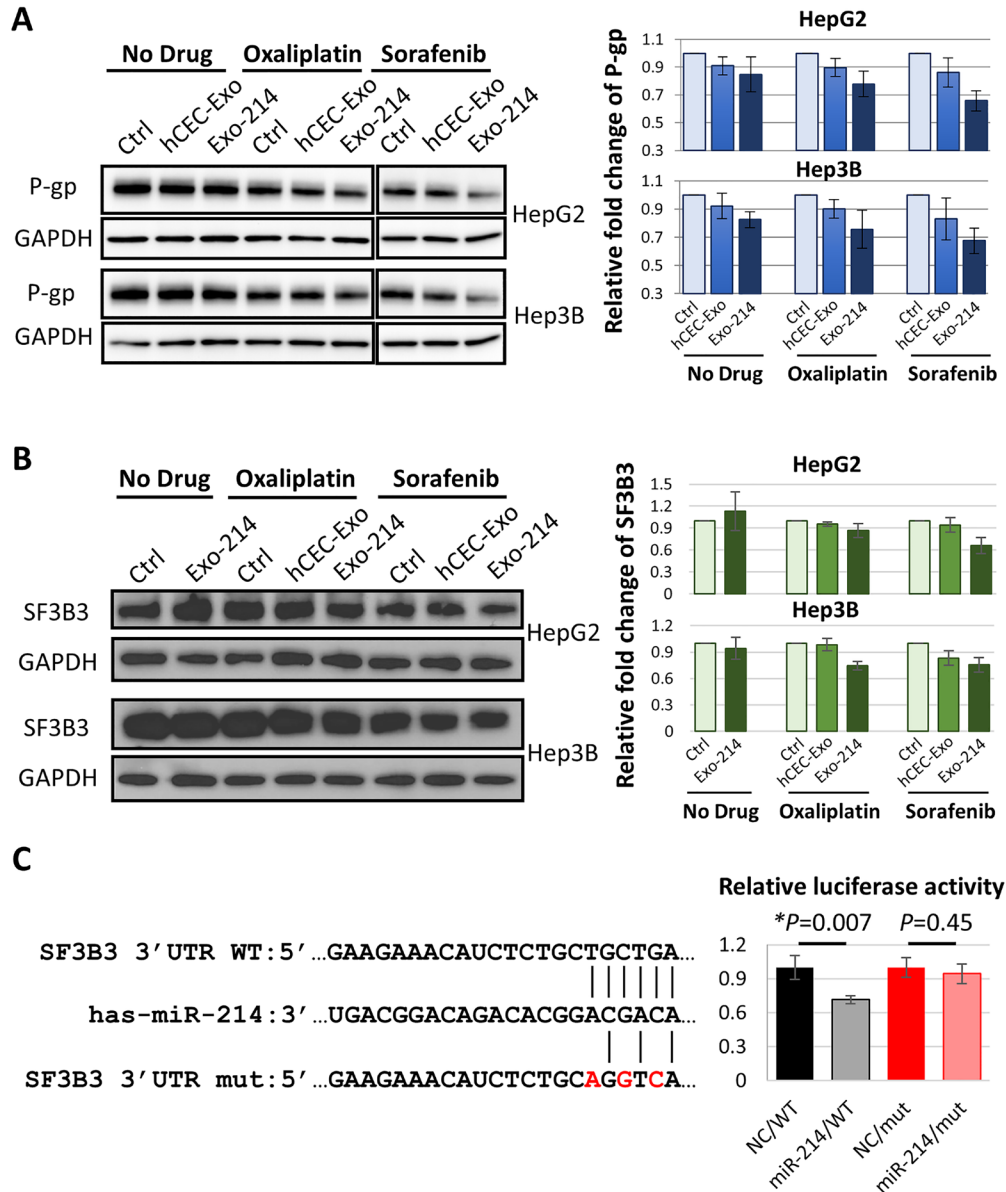 A
No Drug Oxaliplatin Sorafenib
Ctrl hCEC-Exo Exo-214 Ctrl hCEC-Exo Exo-214 Ctrl hCEC-Exo Exo-214
P-gp
GAPDH
HepG2
P-gp
GAPDH
Hep3B
Relative fold change of P-gp
HepG2
1.1
0.9
0.7
0.5
0.3
Hep3B
1.1
0.9
0.7
0.5
0.3
Ctrl hCEC-Exo Exo-214 Ctrl hCEC-Exo Exo-214 Ctrl hCEC-Exo Exo-214
No Drug Oxaliplatin Sorafenib
B
No Drug Oxaliplatin Sorafenib
Ctrl Exo-214 Ctrl hCEC-Exo Exo-214 Ctrl hCEC-Exo Exo-214
SF3B3
GAPDH
HepG2
SF3B3
GAPDH
Hep3B
Relative fold change of SF3B3
HepG2
1.5
1.2
0.9
0.6
0.3
0
Hep3B
1.2
0.9
0.6
0.3
0
Ctrl Exo-214 Ctrl hCEC-Exo Exo-214 Ctrl hCEC-Exo Exo-214
No Drug Oxaliplatin Sorafenib
C
SF3B3 3′UTR WT:5′ …GAAGAAACAUCUCTGCTGCTGA…
has-miR-214:3′ …UGACGGACAGACACGGACGACA…
SF3B3 3′UTR mut:5′ …GAAGAAACAUCUCTGCAGGTCA…
Relative luciferase activity
*P=0.007 P=0.45
1.2
0.9
0.6
0.3
0
NC/WT miR-214/WT NC/mut miR-214/mut